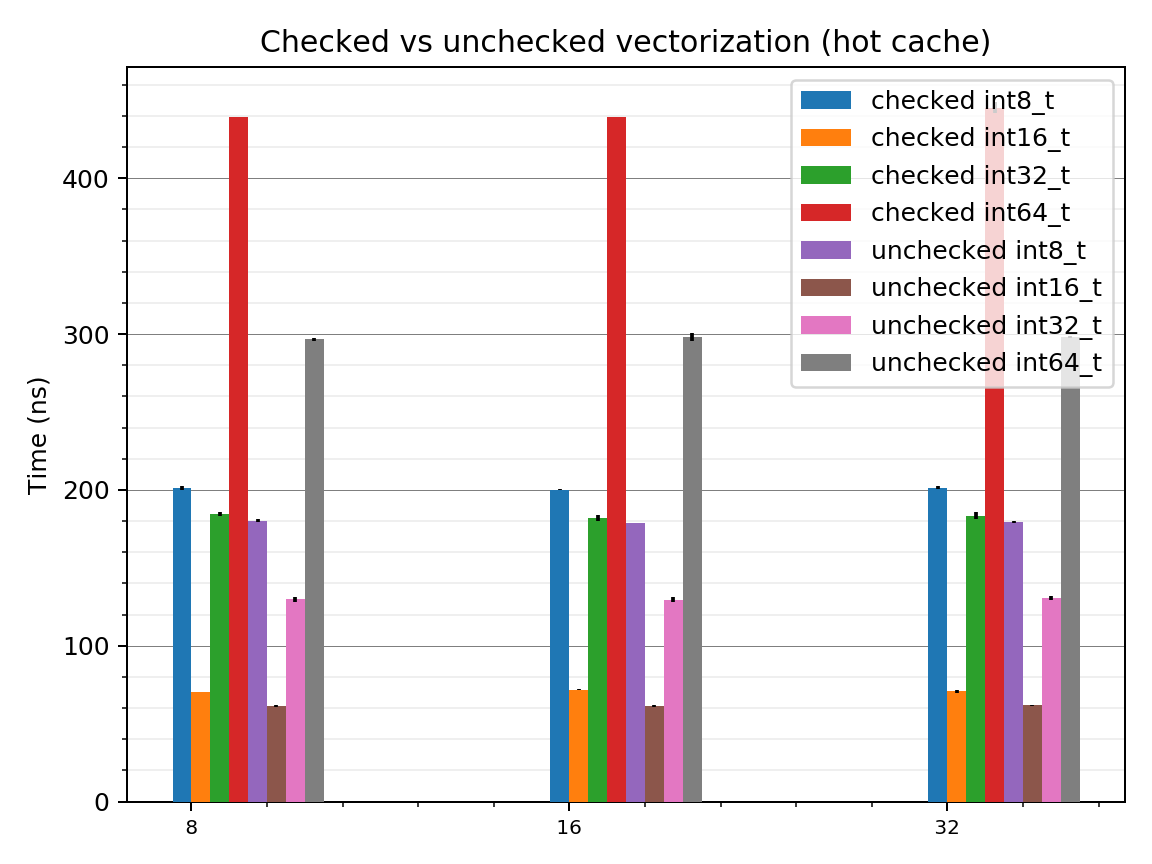 Checked vs unchecked vectorization (hot cache)
checked int8_t
checked int16_t
checked int32_t
checked int64_t
unchecked int8_t
unchecked int16_t
unchecked int32_t
unchecked int64_t
Time (ns)
400
300
200
100
0
8 16 32